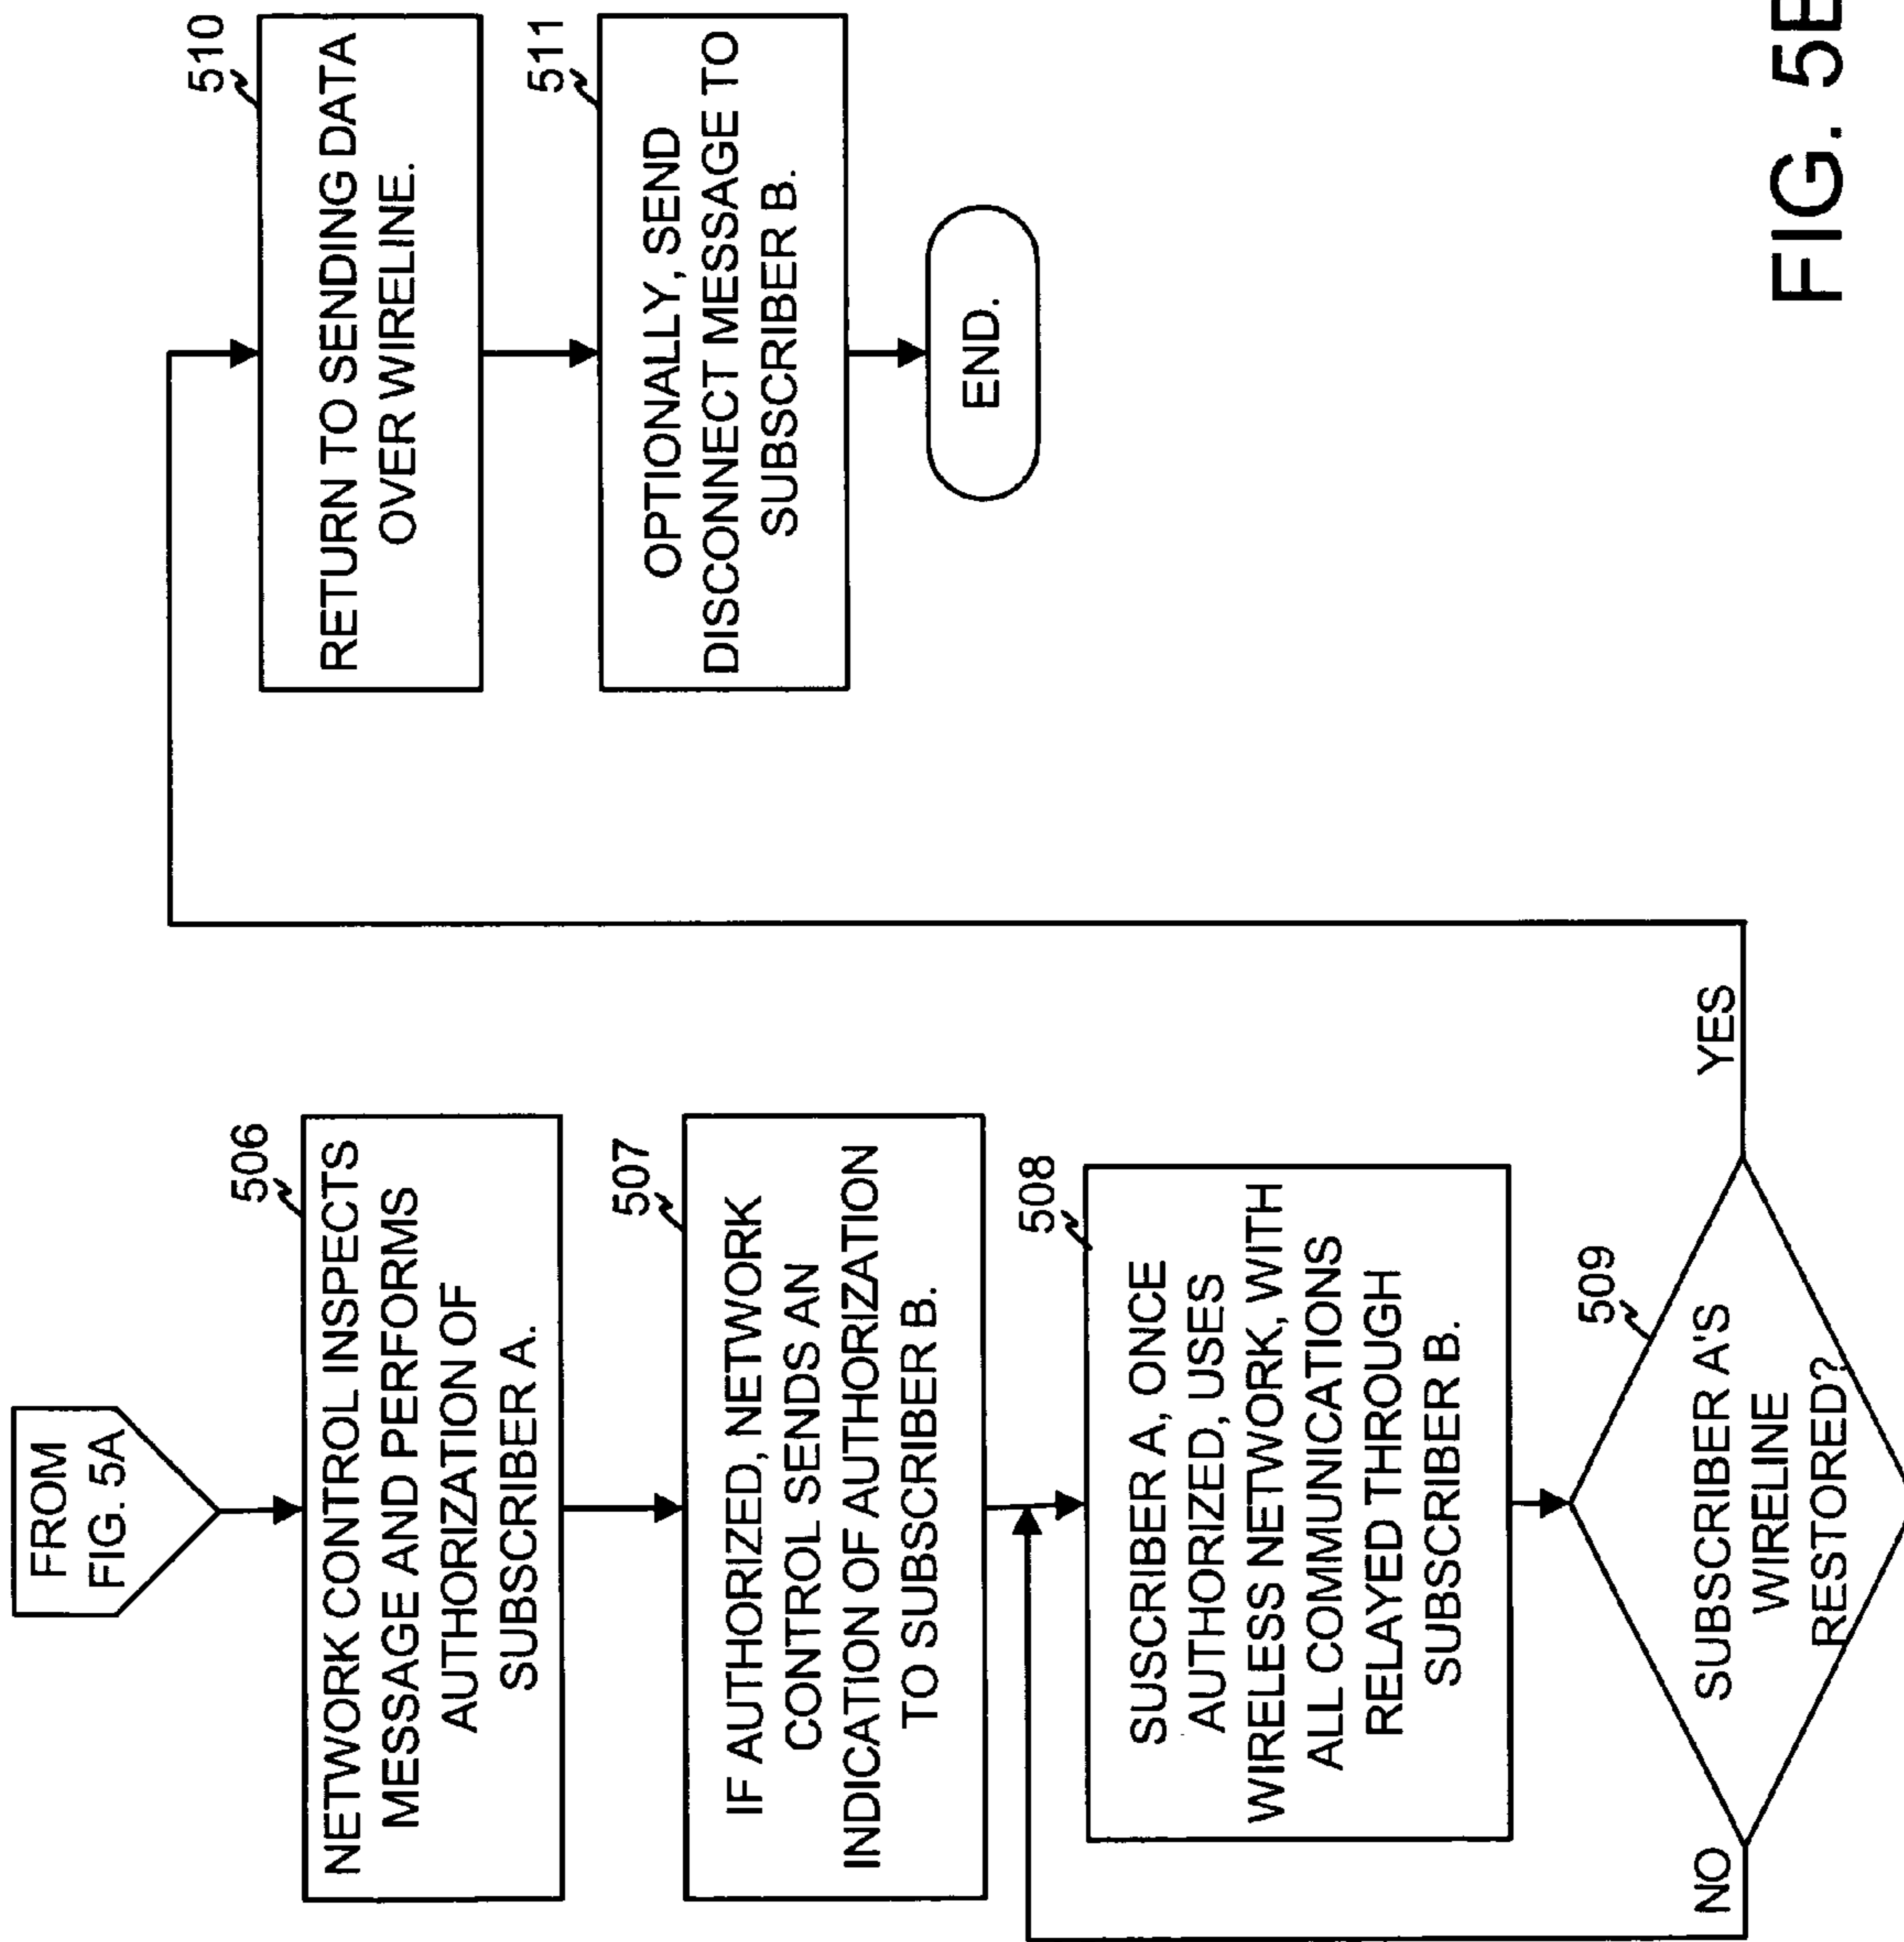 FROM
FIG. 5A
506
NETWORK CONTROL INSPECTS
MESSAGE AND PERFORMS
AUTHORIZATION OF
SUBSCRIBER A.
507
IF AUTHORIZED, NETWORK
CONTROL SENDS AN
INDICATION OF AUTHORIZATION
TO SUBSCRIBER B.
508
SUSCRIBER A, ONCE
AUTHORIZED, USES
WIRELESS NETWORK, WITH
ALL COMMUNICATIONS
RELAYED THROUGH
SUBSCRIBER B.
509
SUBSCRIBER A'S
WIRELINE
RESTORED?
NO
YES
510
RETURN TO SENDING DATA
OVER WIRELINE.
511
OPTIONALLY, SEND
DISCONNECT MESSAGE TO
SUBSCRIBER B.
END.
FIG.